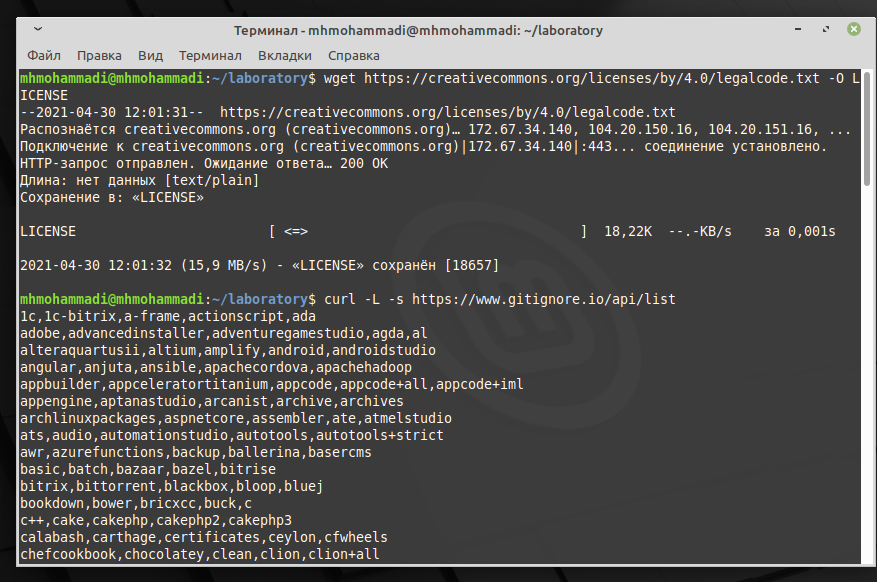 Терминал - mhmohammadi@mhmohammadi: ~/laboratory
Файл Правка Вид Терминал Вкладки Справка
mhmohammadi@mhmohammadi:~/laboratory$ wget https://creativecommons.org/licenses/by/4.0/legalcode.txt -O L
ICENSE
--2021-04-30 12:01:31--  https://creativecommons.org/licenses/by/4.0/legalcode.txt
Распознаётся creativecommons.org (creativecommons.org)… 172.67.34.140, 104.20.150.16, 104.20.151.16, ...
Подключение к creativecommons.org (creativecommons.org)|172.67.34.140|:443... соединение установлено.
HTTP-запрос отправлен. Ожидание ответа… 200 OK
Длина: нет данных [text/plain]
Сохранение в: «LICENSE»
LICENSE [ <=> ] 18,22K --.-KB/s за 0,001s
2021-04-30 12:01:32 (15,9 MB/s) - «LICENSE» сохранён [18657]
mhmohammadi@mhmohammadi:~/laboratory$ curl -L -s https://www.gitignore.io/api/list
1c,1c-bitrix,a-frame,actionscript,ada
adobe,advancedinstaller,adventuregamestudio,agda,al
alteraquartusii,altium,amplify,android,androidstudio
angular,anjuta,ansible,apachecordova,apachehadoop
appbuilder,appceleratortitanium,appcode,appcode+all,appcode+iml
appengine,aptanastudio,arcanist,archive,archives
archlinuxpackages,aspnetcore,assembler,ate,atmelstudio
ats,audio,automationstudio,autotools,autotools+strict
awr,azurefunctions,backup,ballerina,basercms
basic,batch,bazaar,bazel,bitrise
bitrix,bittorrent,blackbox,bloop,bluej
bookdown,bower,bricxcc,buck,c
c++,cake,cakephp,cakephp2,cakephp3
calabash,carthage,certificates,ceylon,cfwheels
chefcookbook,chocolatey,clean,clion,clion+all